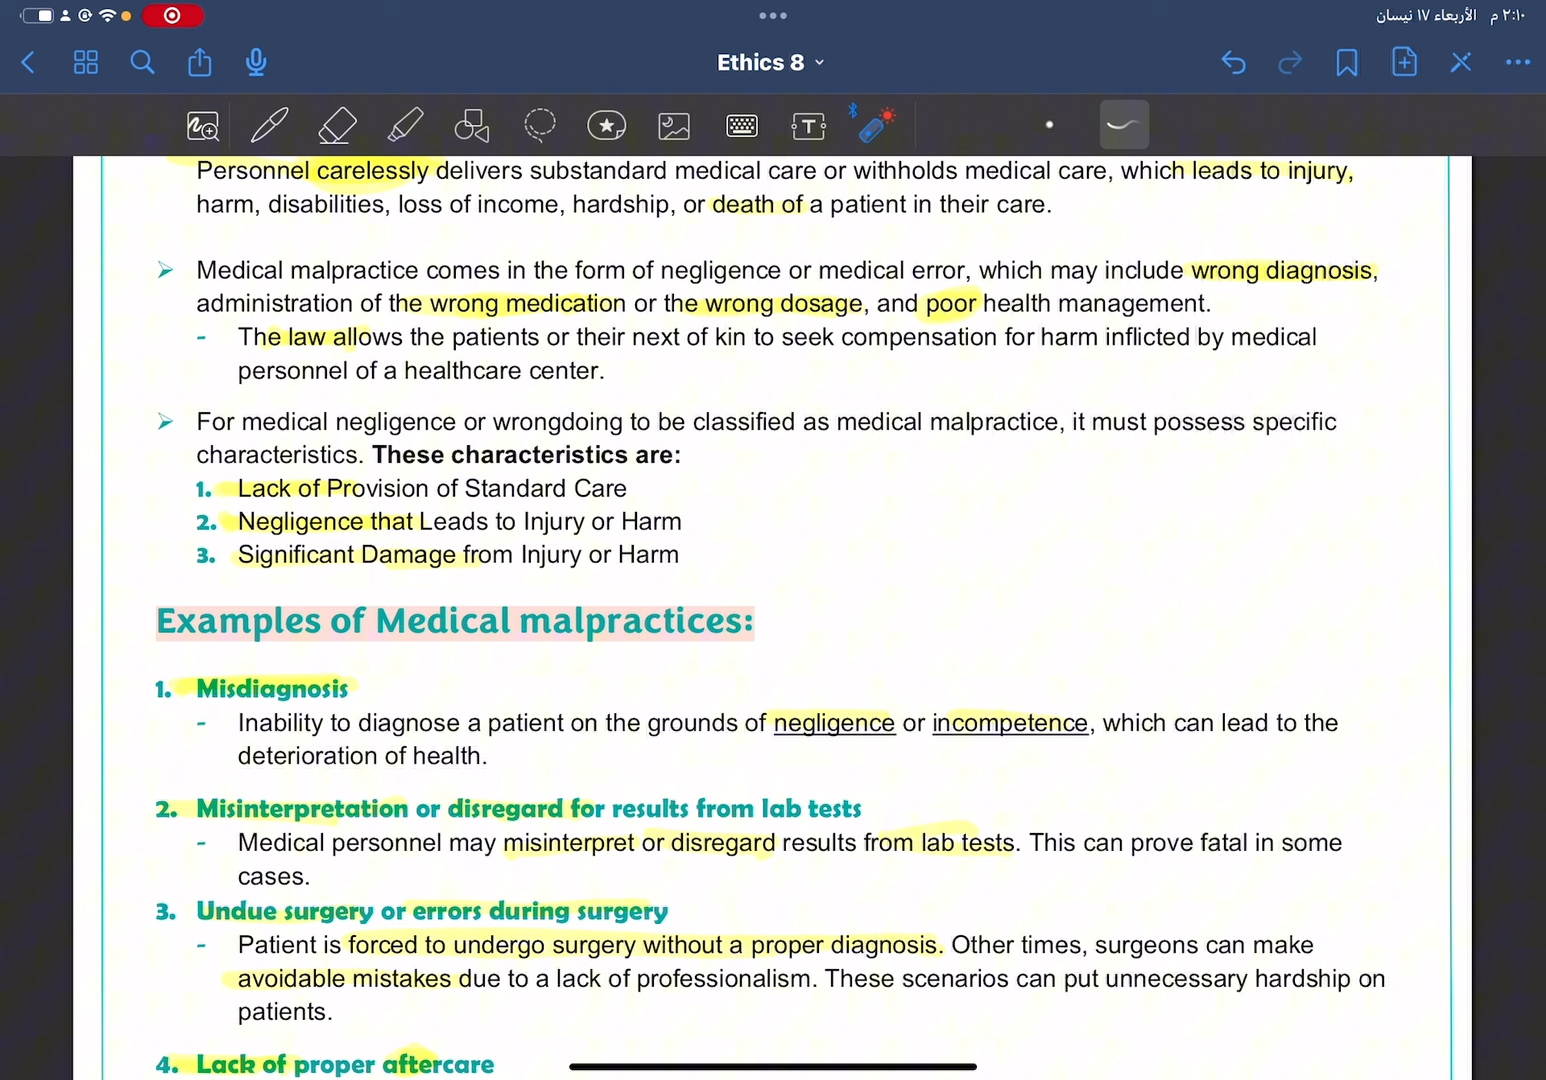 ٢:١٠ م الأربعاء ١٧ نيسان
Ethics 8
Personnel carelessly delivers substandard medical care or withholds medical care, which leads to injury,
harm, disabilities, loss of income, hardship, or death of a patient in their care.
Medical malpractice comes in the form of negligence or medical error, which may include wrong diagnosis,
administration of the wrong medication or the wrong dosage, and poor health management.
- The law allows the patients or their next of kin to seek compensation for harm inflicted by medical
personnel of a healthcare center.
For medical negligence or wrongdoing to be classified as medical malpractice, it must possess specific
characteristics. These characteristics are:
1. Lack of Provision of Standard Care
2. Negligence that Leads to Injury or Harm
3. Significant Damage from Injury or Harm
Examples of Medical malpractices:
1. Misdiagnosis
- Inability to diagnose a patient on the grounds of negligence or incompetence, which can lead to the
deterioration of health.
2. Misinterpretation or disregard for results from lab tests
- Medical personnel may misinterpret or disregard results from lab tests. This can prove fatal in some
cases.
3. Undue surgery or errors during surgery
- Patient is forced to undergo surgery without a proper diagnosis. Other times, surgeons can make
avoidable mistakes due to a lack of professionalism. These scenarios can put unnecessary hardship on
patients.
4. Lack of proper aftercare